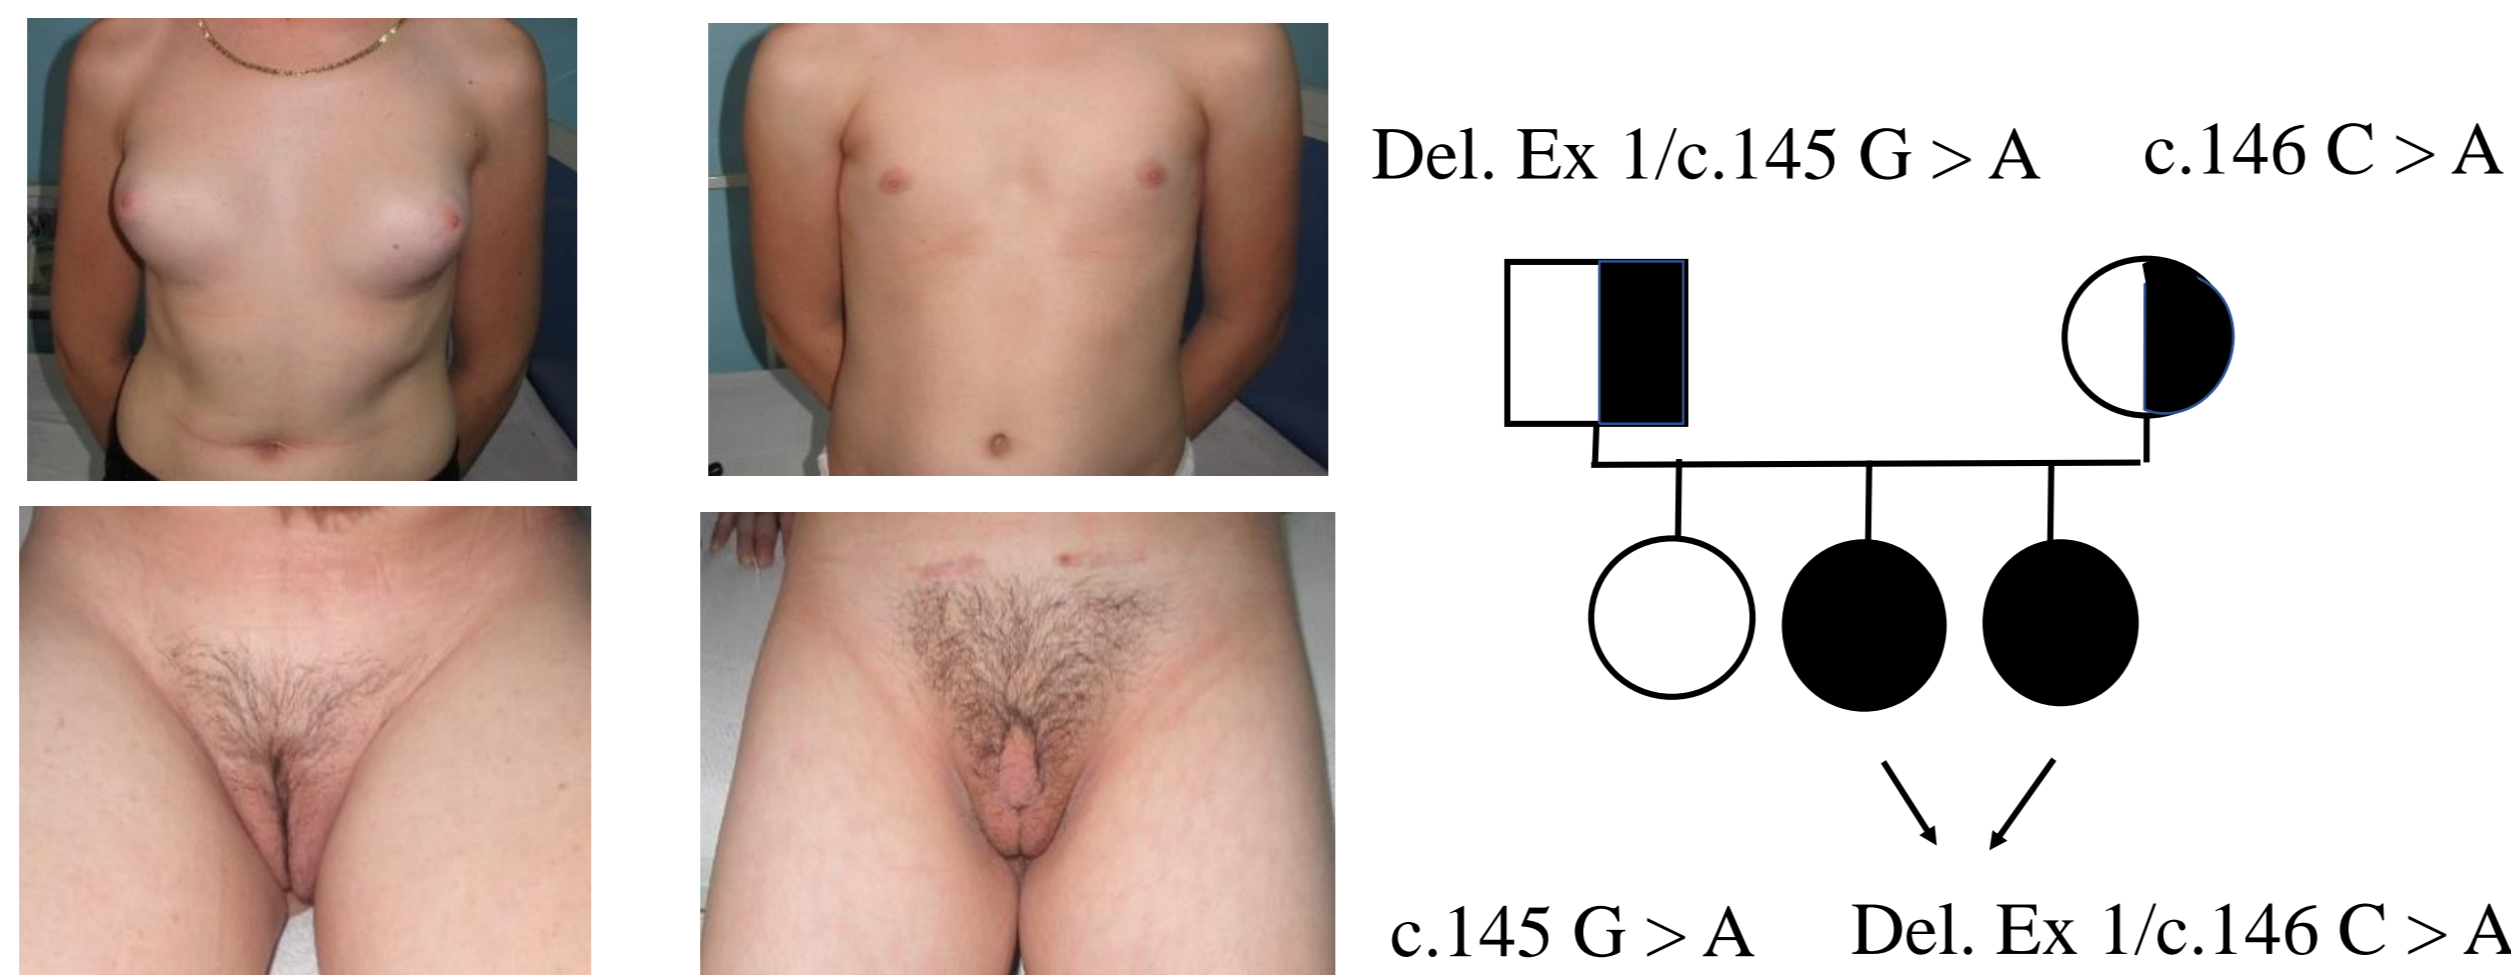 Del. Ex 1/c.145 G > A
c.146 C > A
c.145 G > A
Del. Ex 1/c.146 C > A